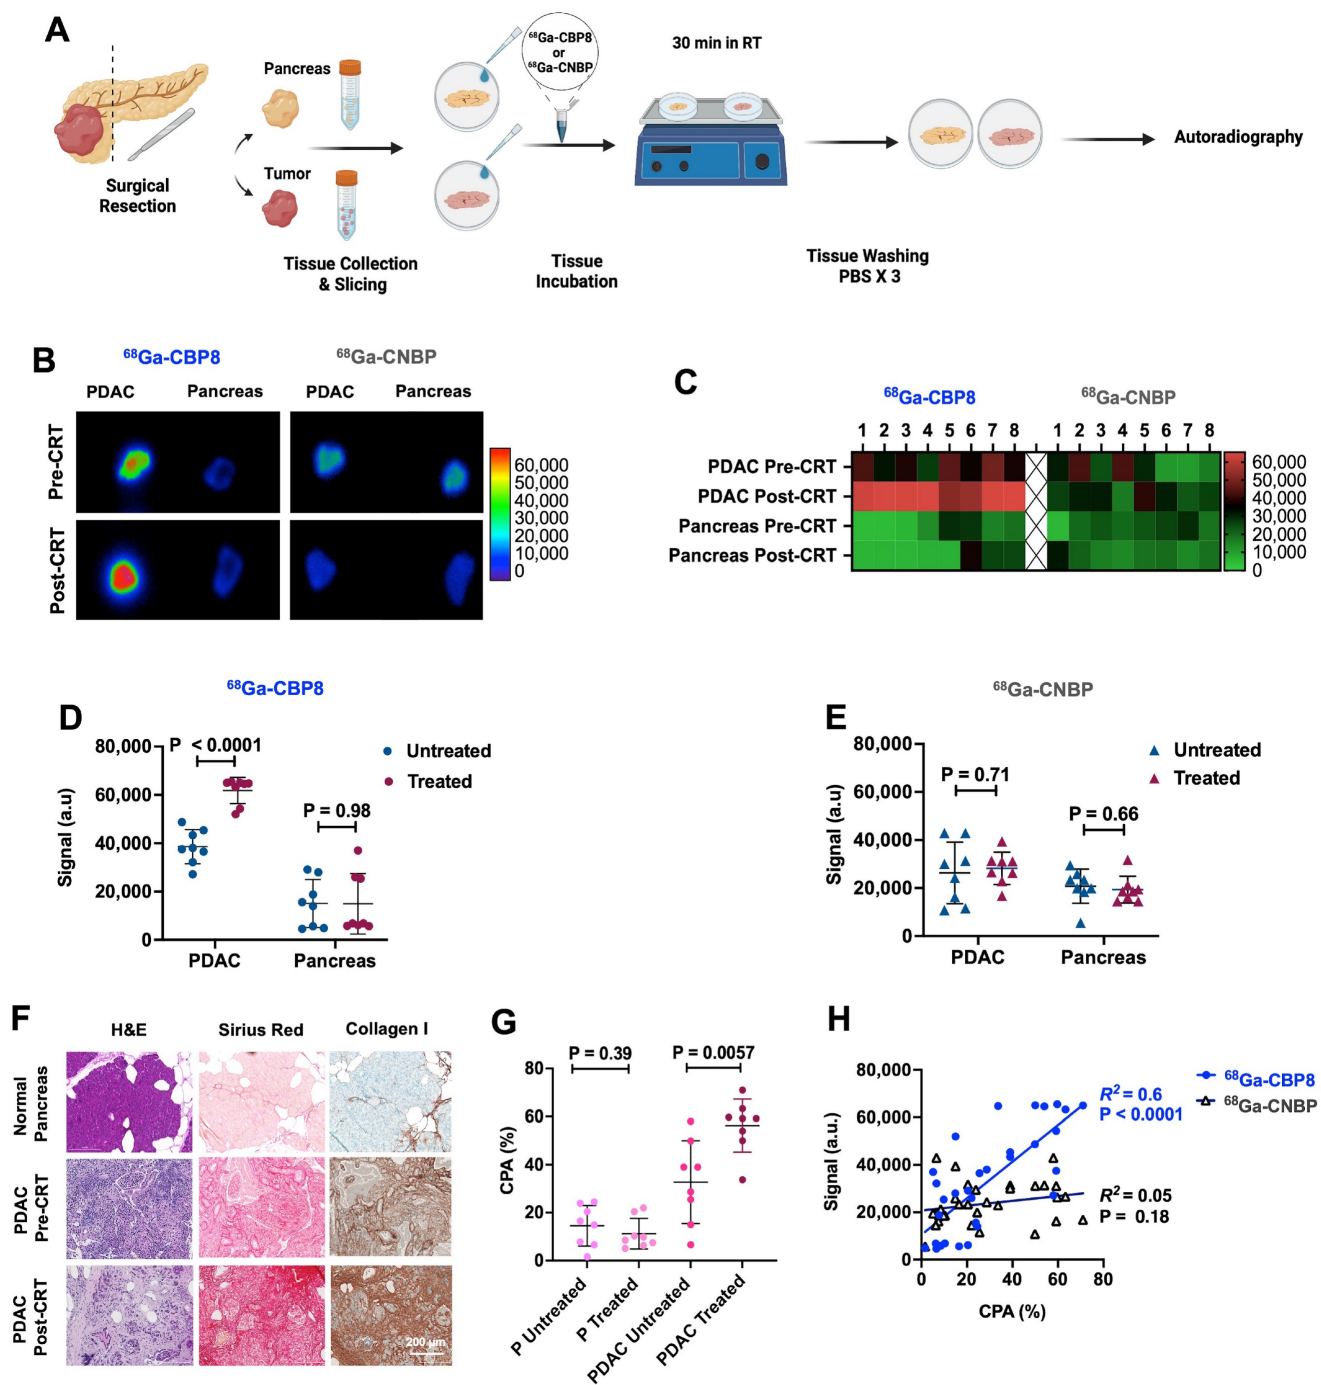 A
Pancreas
Tumor
Surgical
Resection
Tissue Collection
& Slicing
⁶⁸Ga-CBP8
or
⁶⁸Ga-CNBP
Tissue
Incubation
30 min in RT
Tissue Washing
PBS X 3
Autoradiography
B
⁶⁸Ga-CBP8
⁶⁸Ga-CNBP
PDAC
Pancreas
PDAC
Pancreas
Pre-CRT
Post-CRT
60,000
50,000
40,000
30,000
20,000
10,000
0
C
⁶⁸Ga-CBP8
⁶⁸Ga-CNBP
1 2 3 4 5 6 7 8 1 2 3 4 5 6 7 8
PDAC Pre-CRT
PDAC Post-CRT
Pancreas Pre-CRT
Pancreas Post-CRT
60,000
50,000
40,000
30,000
20,000
10,000
0
D
⁶⁸Ga-CBP8
Signal (a.u)
80,000
60,000
40,000
20,000
0
P < 0.0001
P = 0.98
Untreated
Treated
PDAC
Pancreas
E
⁶⁸Ga-CNBP
Signal (a.u)
80,000
60,000
40,000
20,000
0
P = 0.71
P = 0.66
Untreated
Treated
PDAC
Pancreas
F
H&E
Sirius Red
Collagen I
Normal
Pancreas
PDAC
Pre-CRT
PDAC
Post-CRT
200 µm
G
CPA (%)
80
60
40
20
0
P = 0.39
P = 0.0057
P Untreated
P Treated
PDAC Untreated
PDAC Treated
H
Signal (a.u.)
80,000
60,000
40,000
20,000
0
0 20 40 60 80
CPA (%)
R² = 0.6
P < 0.0001
R² = 0.05
P = 0.18
⁶⁸Ga-CBP8
⁶⁸Ga-CNBP